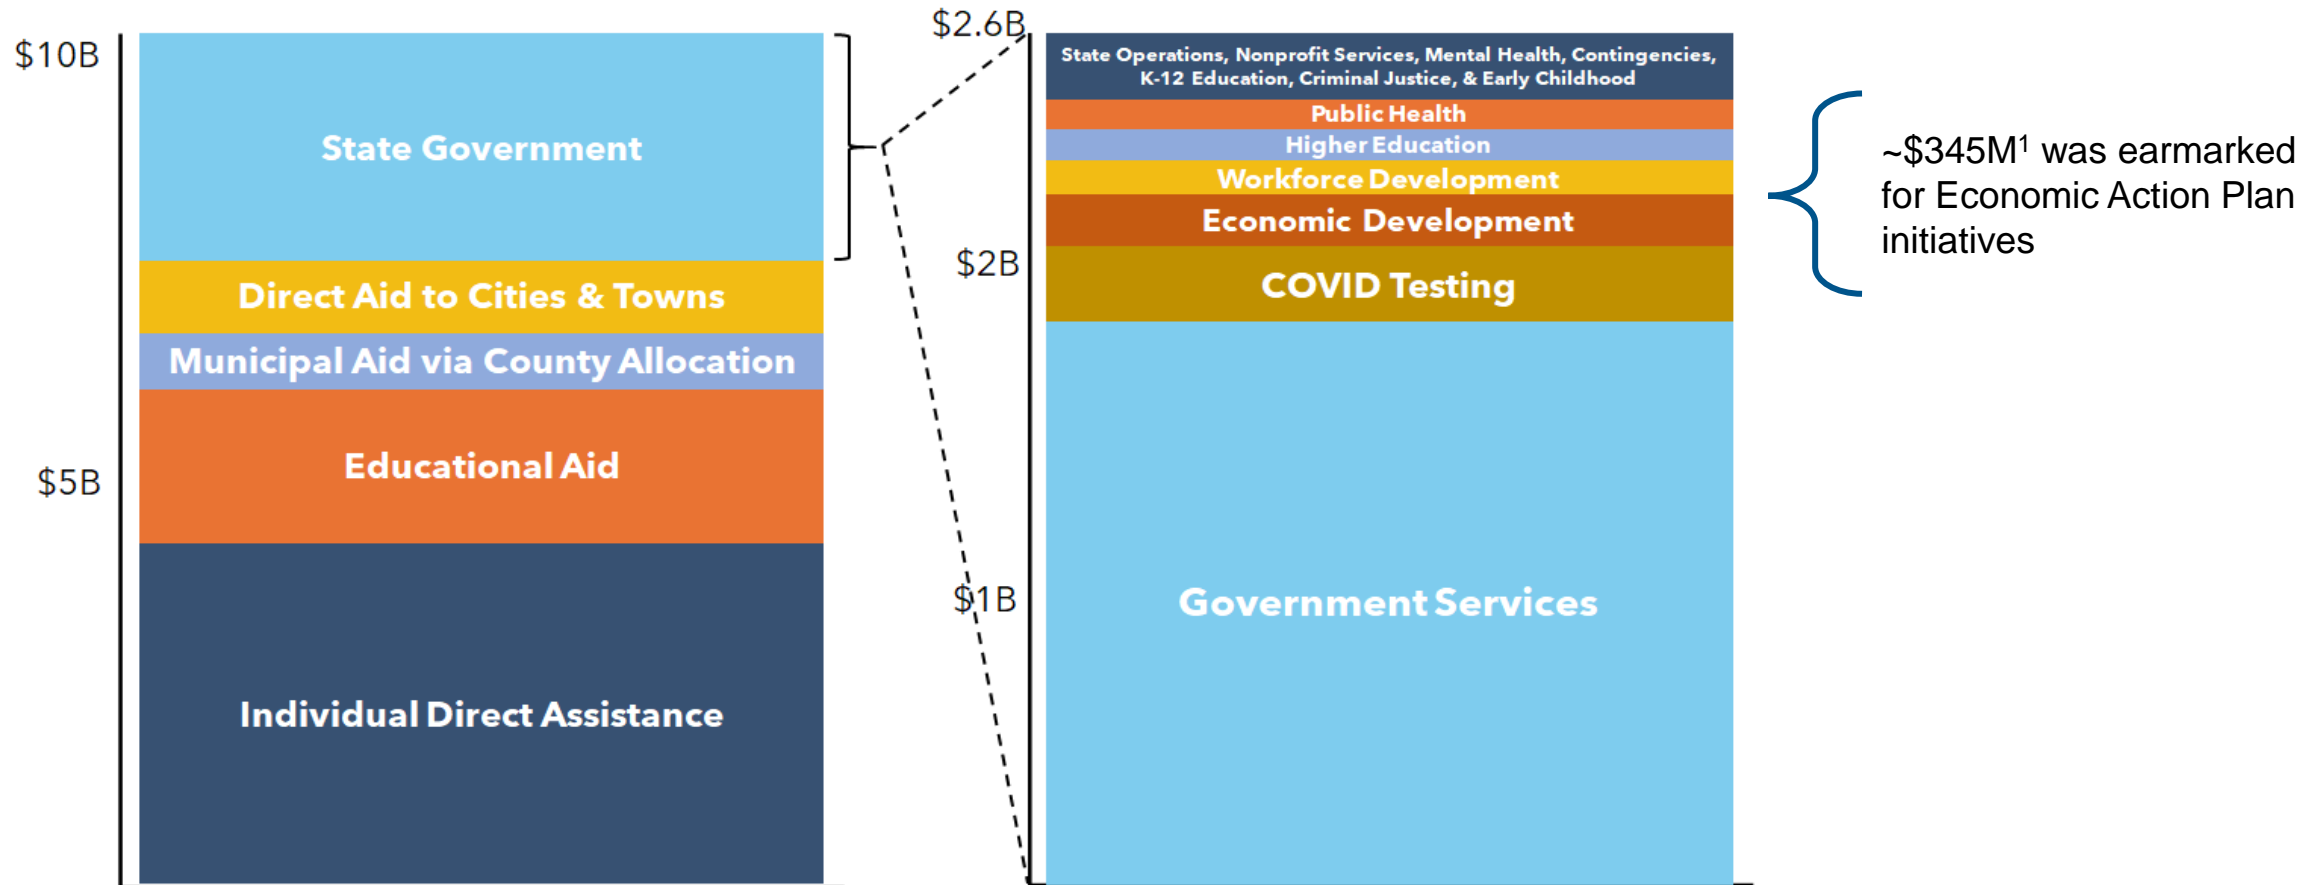 $10B
State Government
Direct Aid to Cities & Towns
Municipal Aid via County Allocation
Educational Aid
$5B
Individual Direct Assistance
$2.6B
State Operations, Nonprofit Services, Mental Health, Contingencies,
K-12 Education, Criminal Justice, & Early Childhood
Public Health
Higher Education
Workforce Development
Economic Development
$2B
COVID Testing
$1B
Government Services
~$345M¹ was earmarked
for Economic Action Plan
initiatives